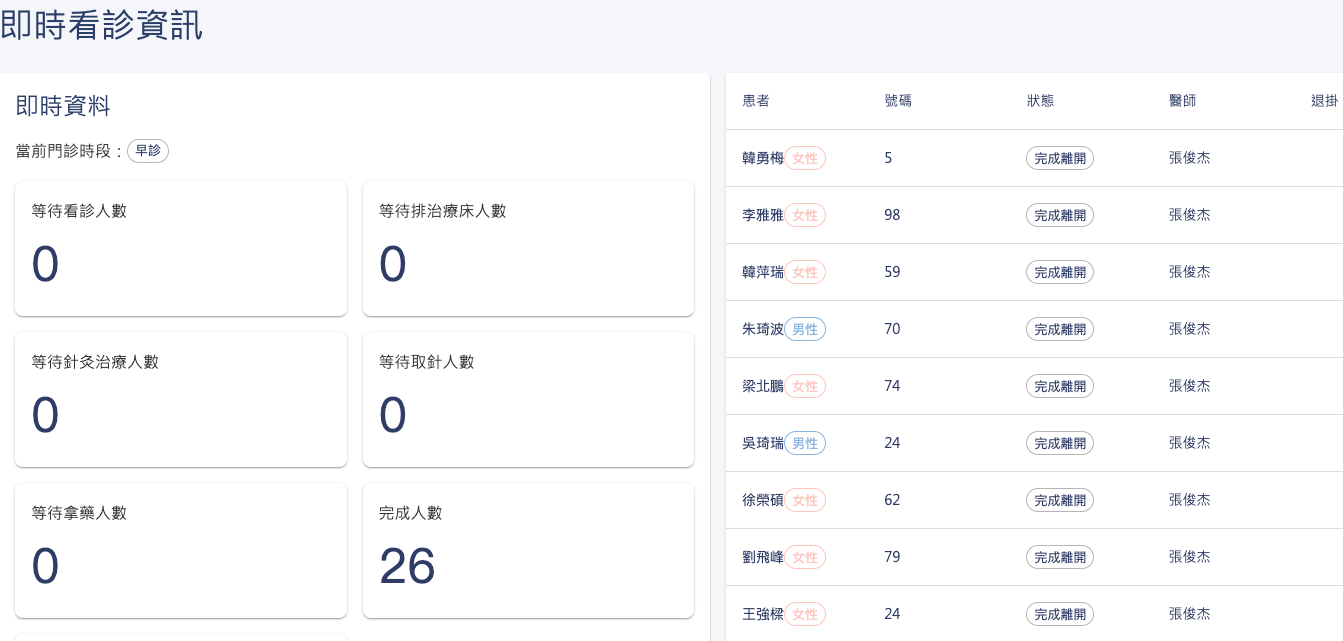 即時看診資訊
即時資料
當前門診時段：早診
等待看診人數
0
等待排治療床人數
0
等待針灸治療人數
0
等待取針人數
0
等待拿藥人數
0
完成人數
26
患者 號碼 狀態 醫師 退掛
韓勇梅 女性 5 完成離開 張俊杰
李雅雅 女性 98 完成離開 張俊杰
韓萍瑞 女性 59 完成離開 張俊杰
朱琦波 男性 70 完成離開 張俊杰
梁北鵬 女性 74 完成離開 張俊杰
吳琦瑞 男性 24 完成離開 張俊杰
徐榮碩 女性 62 完成離開 張俊杰
劉飛峰 女性 79 完成離開 張俊杰
王強樑 女性 24 完成離開 張俊杰